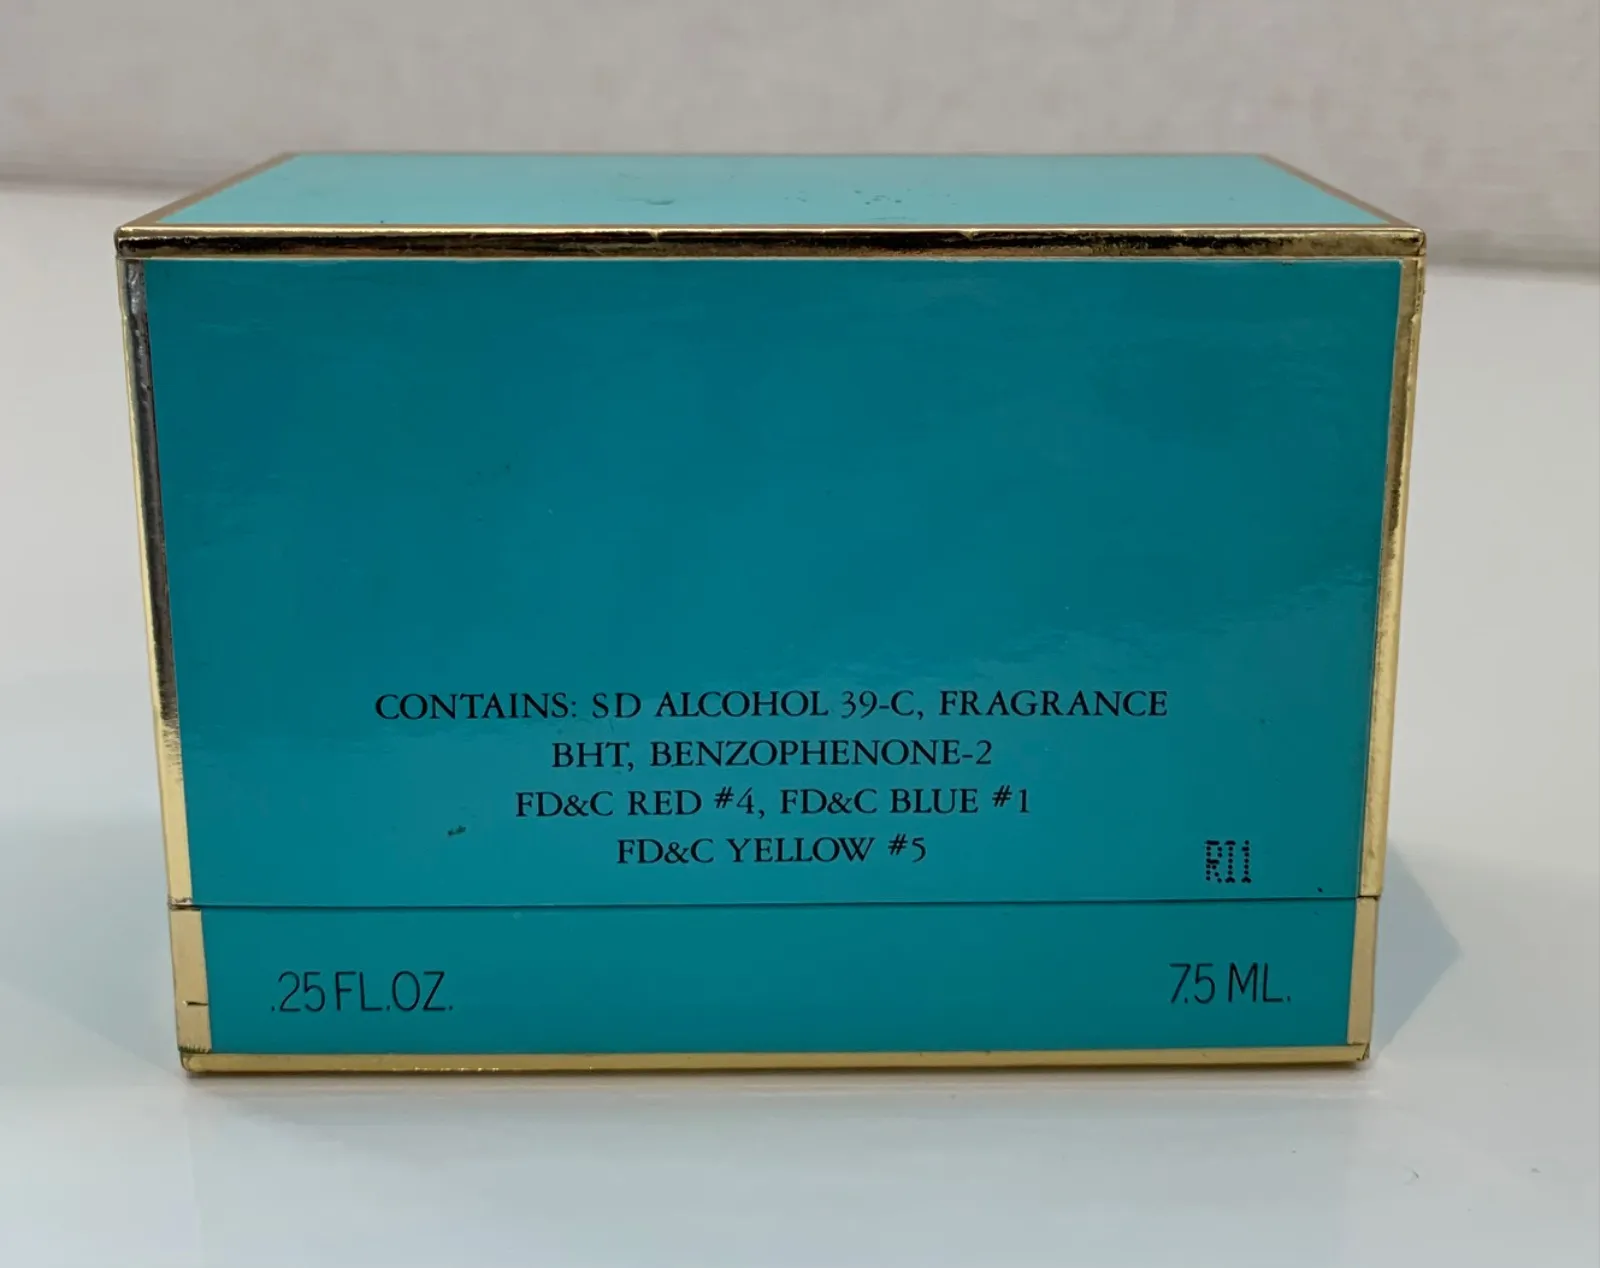 CONTAINS: SD ALCOHOL 39-C, FRAGRANCE
BHT, BENZOPHENONE-2
FD&C RED #4, FD&C BLUE #1
FD&C YELLOW #5
R11
.25 FL.OZ.
7.5 ML.